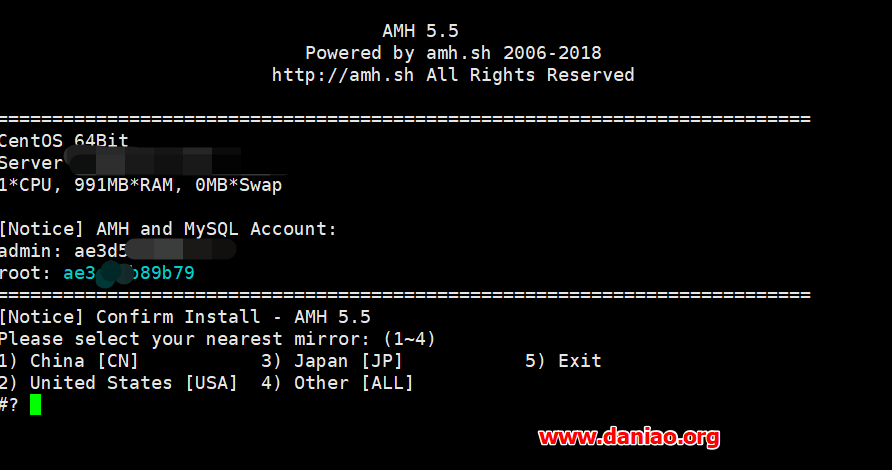 AMH 5.5
Powered by amh.sh 2006-2018
http://amh.sh All Rights Reserved
======================================================================
CentOS 64Bit
Server
1*CPU, 991MB*RAM, 0MB*Swap
[Notice] AMH and MySQL Account:
admin: ae3d5
root: ae3 b89b79
======================================================================
[Notice] Confirm Install - AMH 5.5
Please select your nearest mirror: (1~4)
1) China [CN] 3) Japan [JP] 5) Exit
2) United States [USA] 4) Other [ALL]
#?
www.daniao.org